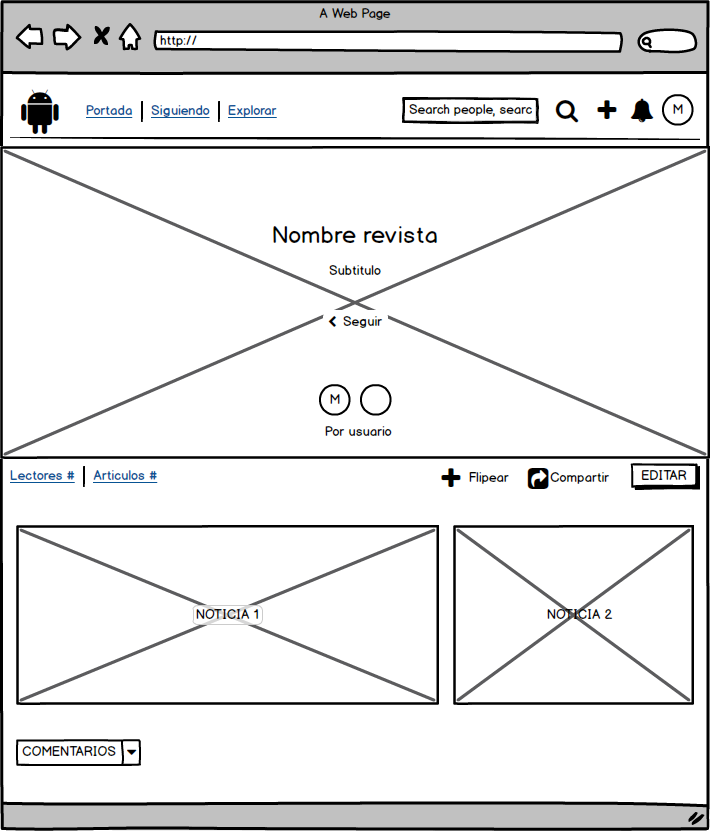 A Web Page
http://
Portada Siguiendo Explorar Search people, searc M
Nombre revista
Subtitulo
Seguir
M
Por usuario
Lectores # Articulos # Flipear Compartir EDITAR
NOTICIA 1 NOTICIA 2
COMENTARIOS